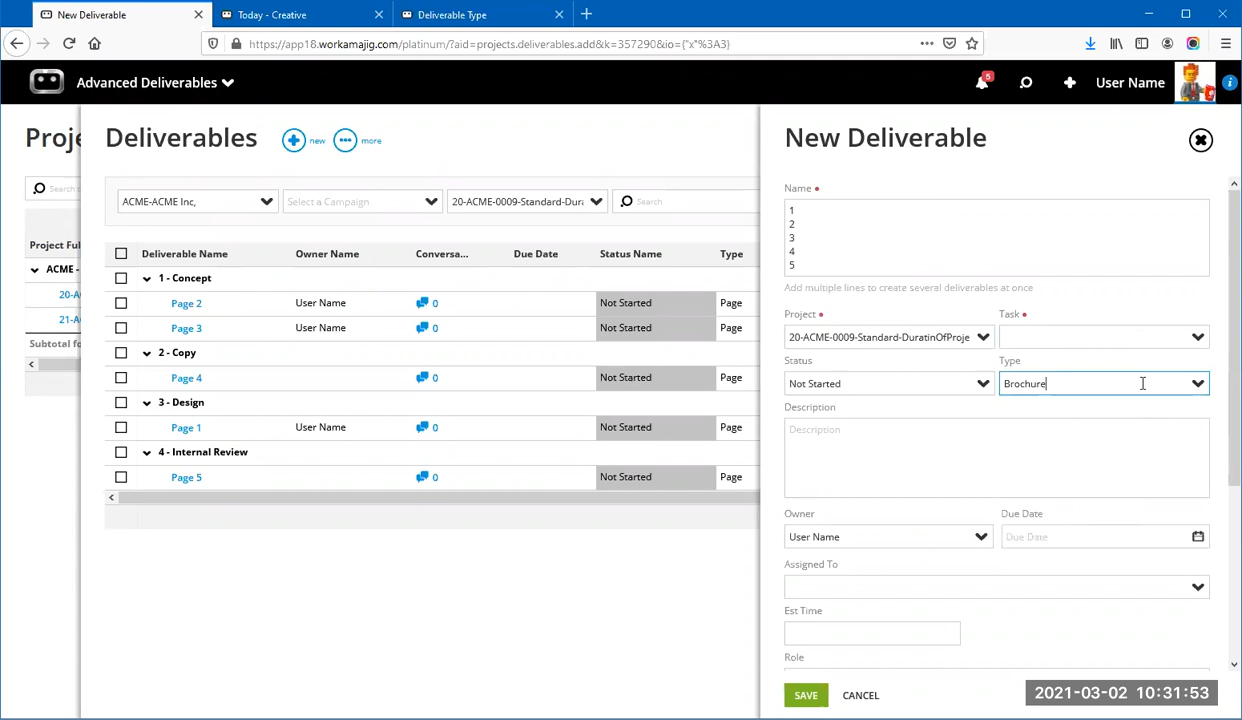 New Deliverable
Today - Creative
Deliverable Type
https://app18.workamajig.com/platinum/?aid=projects.deliverables.add&k=357290&io={"x"%3A3}
Advanced Deliverables
5
User Name
Proje
Search
Project Ful
ACME -
20-A
21-A
Subtotal fo
Deliverables
new
more
ACME-ACME Inc,
Select a Campaign
20-ACME-0009-Standard-Dura
Search
Deliverable Name Owner Name Conversa... Due Date Status Name Type
1 - Concept
Page 2 User Name 0 Not Started Page
Page 3 User Name 0 Not Started Page
2 - Copy
Page 4 0 Not Started Page
3 - Design
Page 1 User Name 0 Not Started Page
4 - Internal Review
Page 5 0 Not Started Page
New Deliverable
Name
1
2
3
4
5
Add multiple lines to create several deliverables at once
Project Task
20-ACME-0009-Standard-DuratinOfProje
Status Type
Not Started Brochure
Description
Description
Owner Due Date
User Name Due Date
Assigned To
Est Time
Role
SAVE CANCEL
2021-03-02 10:31:53